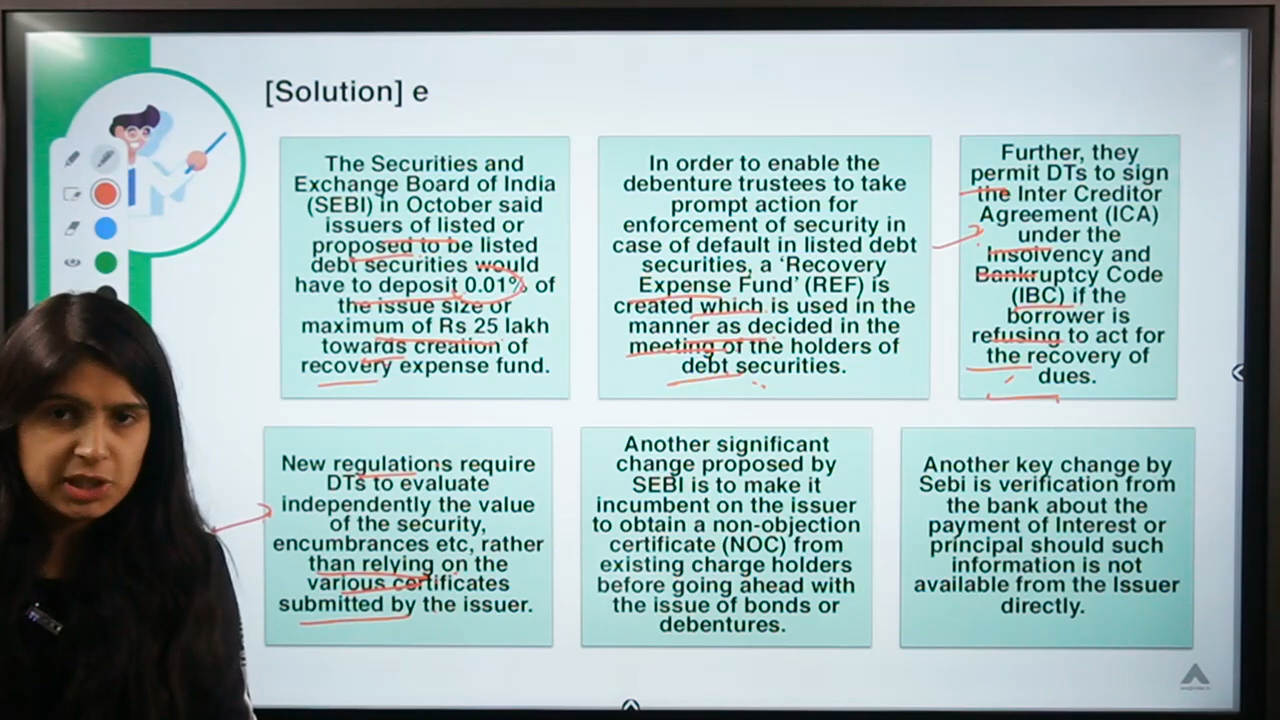 [Solution] e
The Securities and
Exchange Board of India
(SEBI) in October said
issuers of listed or
proposed to be listed
debt securities would
have to deposit 0.01% of
the issue size or
maximum of Rs 25 lakh
towards creation of
recovery expense fund.
In order to enable the
debenture trustees to take
prompt action for
enforcement of security in
case of default in listed debt
securities, a ‘Recovery
Expense Fund’ (REF) is
created which is used in the
manner as decided in the
meeting of the holders of
debt securities.
Further, they
permit DTs to sign
the Inter Creditor
Agreement (ICA)
under the
Insolvency and
Bankruptcy Code
(IBC) if the
borrower is
refusing to act for
the recovery of
dues.
New regulations require
DTs to evaluate
independently the value
of the security,
encumbrances etc, rather
than relying on the
various certificates
submitted by the issuer.
Another significant
change proposed by
SEBI is to make it
incumbent on the issuer
to obtain a non-objection
certificate (NOC) from
existing charge holders
before going ahead with
the issue of bonds or
debentures.
Another key change by
Sebi is verification from
the bank about the
payment of Interest or
principal should such
information is not
available from the Issuer
directly.